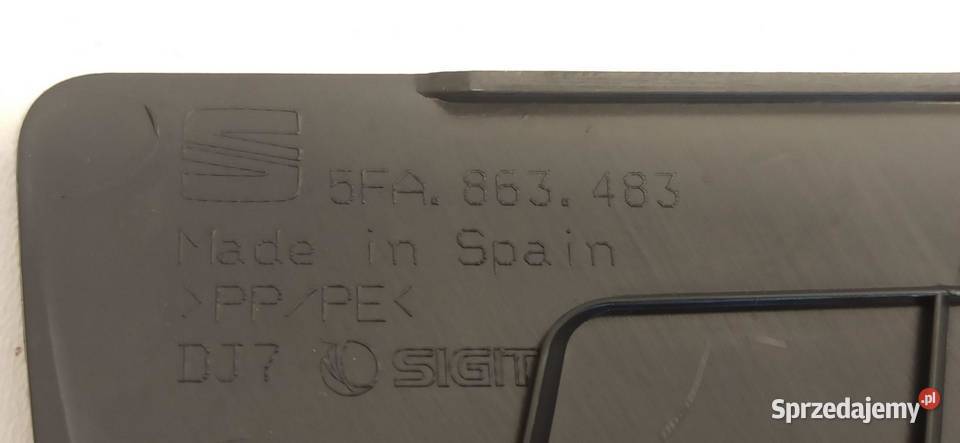 5FA.863.483
Made in Spain
>PP/PE<
DJ7 SIGIT
Sprzedajemy.pl